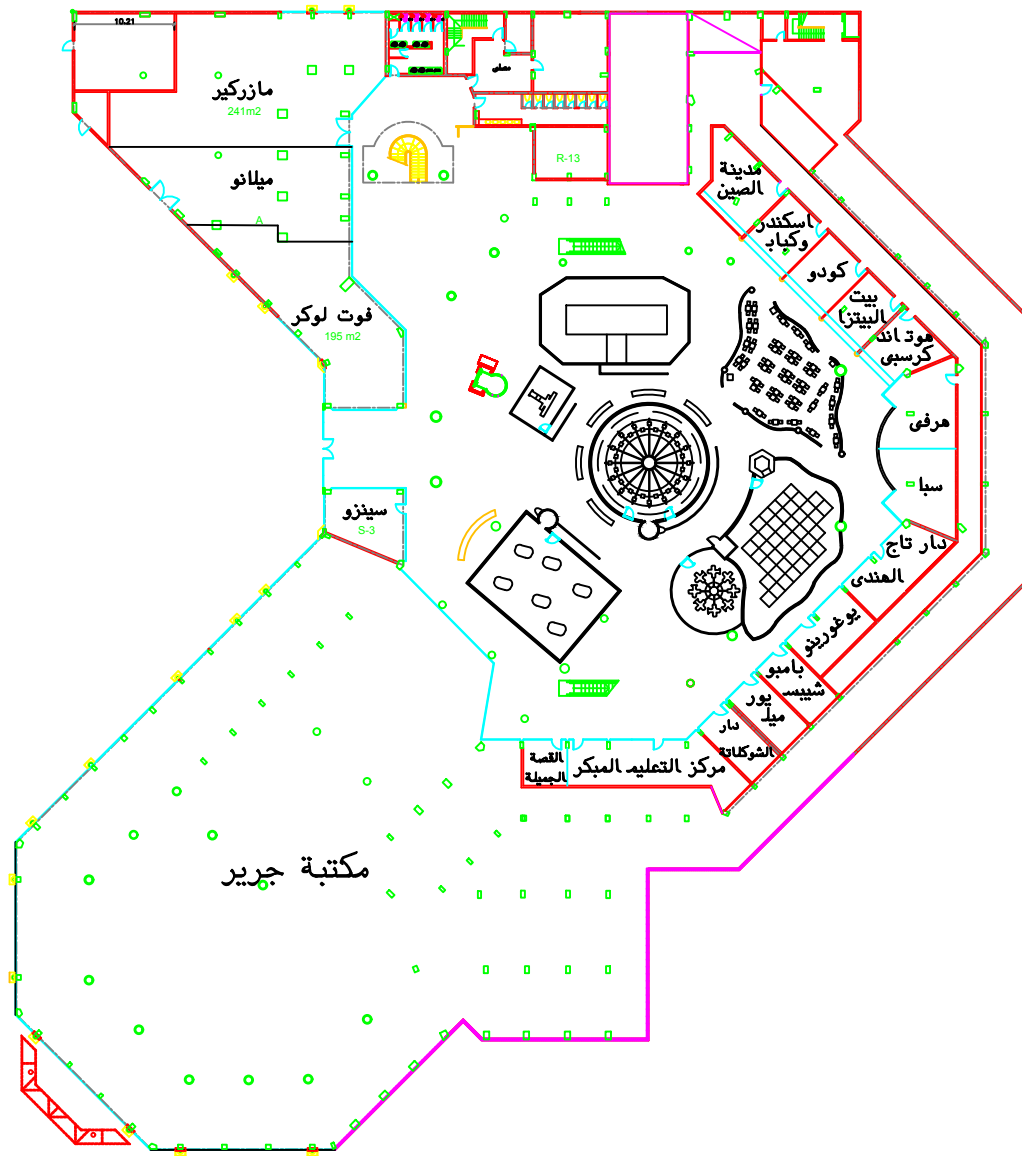 10.21
مازركير
241m2
ميلانو
A
فوت لوكر
195 m2
سينزو
S-3
مصلى
R-13
مدينة
الصين
اسكندر
وكباب
كودو
بيت
البيتزا
هوت اند
كرسبي
هرفي
سبا
دار تاج
الهندى
يوغورينو
بامبو
شيبس
يور
ميل
دار
الشوكلاتة
مركز التعليم المبكر
القصة
الجميلة
مكتبة جرير